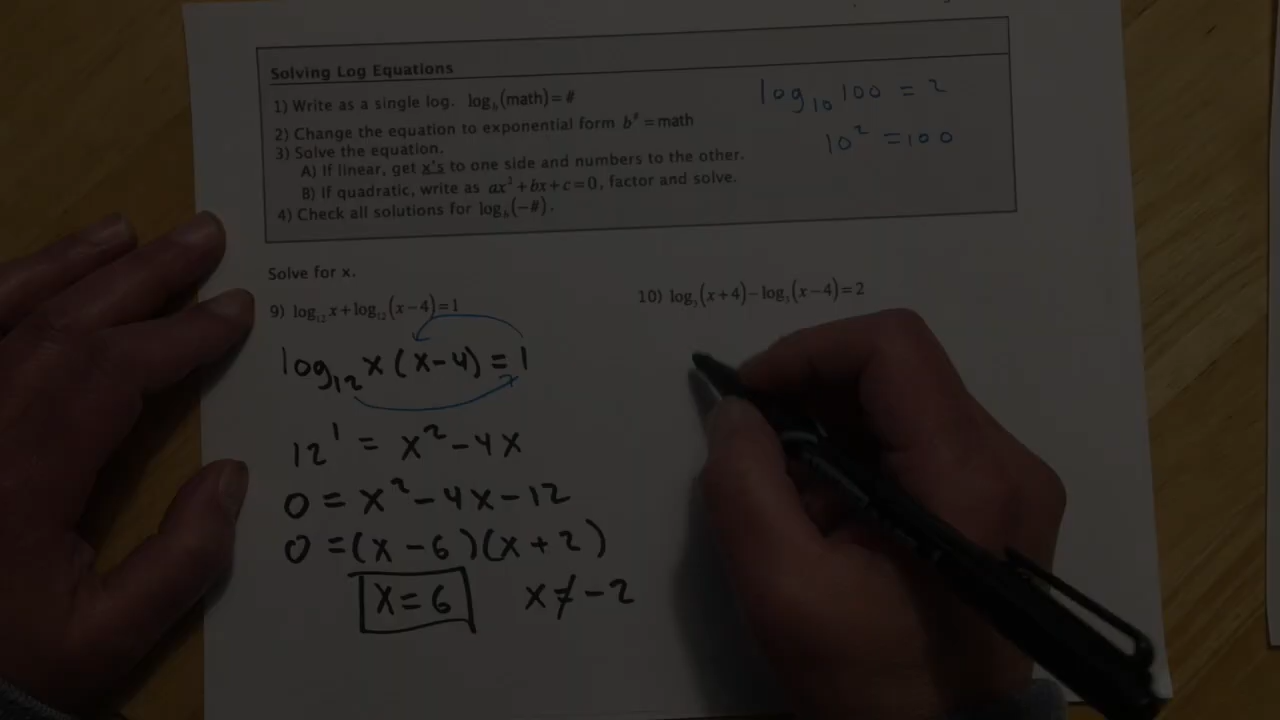 Solving Log Equations
1) Write as a single log. log_b(math)=#
2) Change the equation to exponential form b^#=math
3) Solve the equation.
A) If linear, get x's to one side and numbers to the other.
B) If quadratic, write as ax²+bx+c=0, factor and solve.
4) Check all solutions for log_b(-#).
log₁₀ 100 = 2
10² = 100
Solve for x.
9) log₁₂x+log₁₂(x-4)=1
log₁₂ x(x-4) = 1
12¹ = x²-4x
0 = x²-4x-12
0 = (x-6)(x+2)
x=6 x≠-2
10) log(x+4)-log(x-4)=2